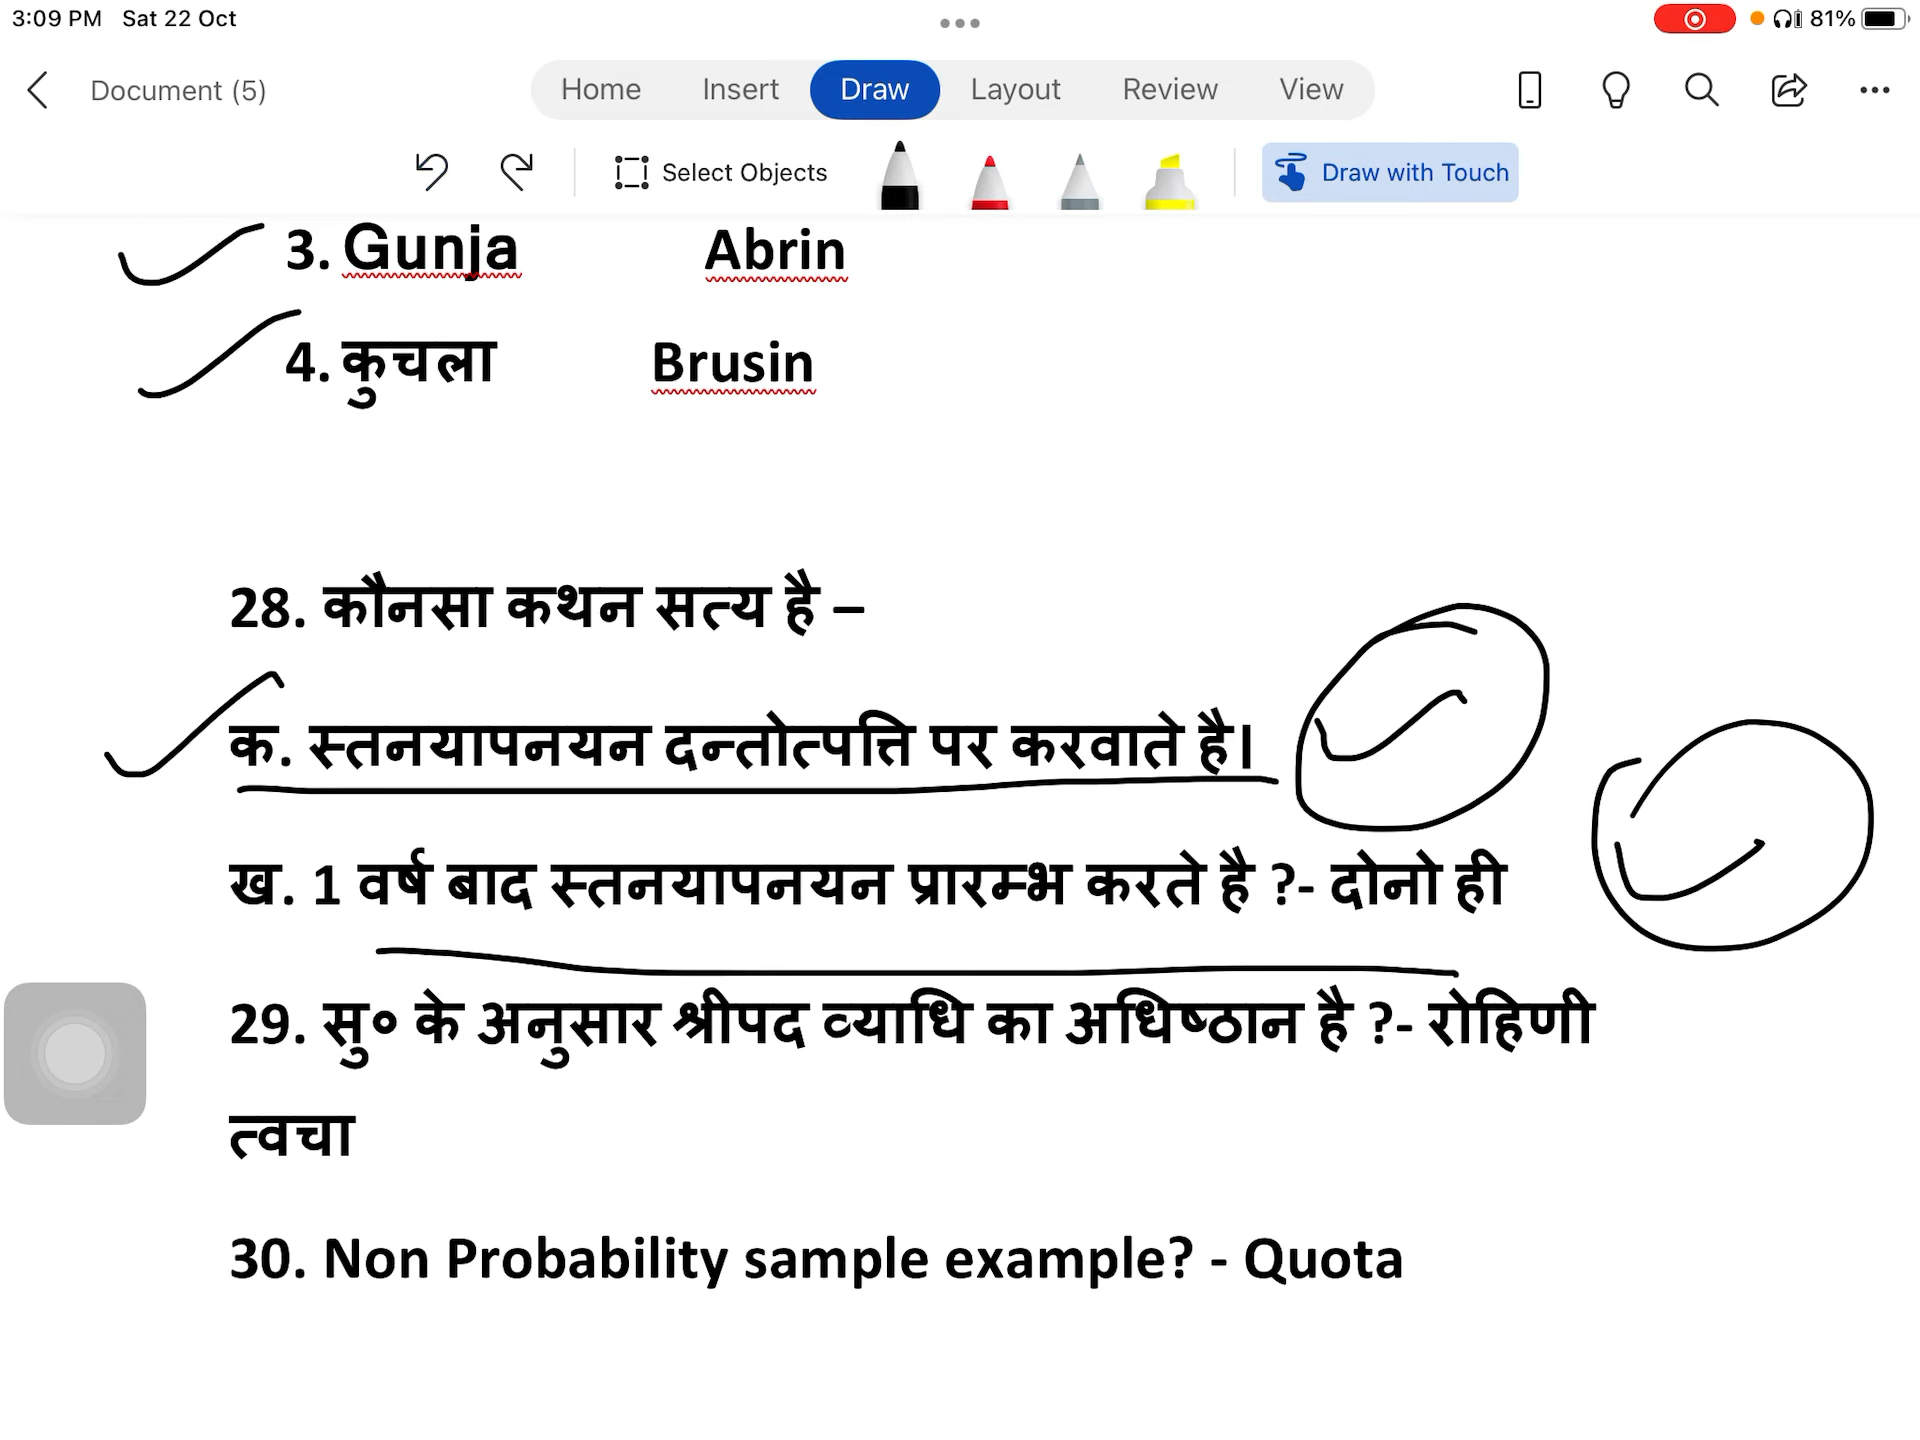 3:09 PM Sat 22 Oct
81%
Document (5)
Home Insert Draw Layout Review View
Select Objects
Draw with Touch
3. Gunja Abrin
4. कुचला Brusin
28. कौनसा कथन सत्य है –
क. स्तनयापनयन दन्तोत्पत्ति पर करवाते है।
ख. 1 वर्ष बाद स्तनयापनयन प्रारम्भ करते है ?- दोनो ही
29. सु० के अनुसार श्रीपद व्याधि का अधिष्ठान है ?- रोहिणी
त्वचा
30. Non Probability sample example? - Quota